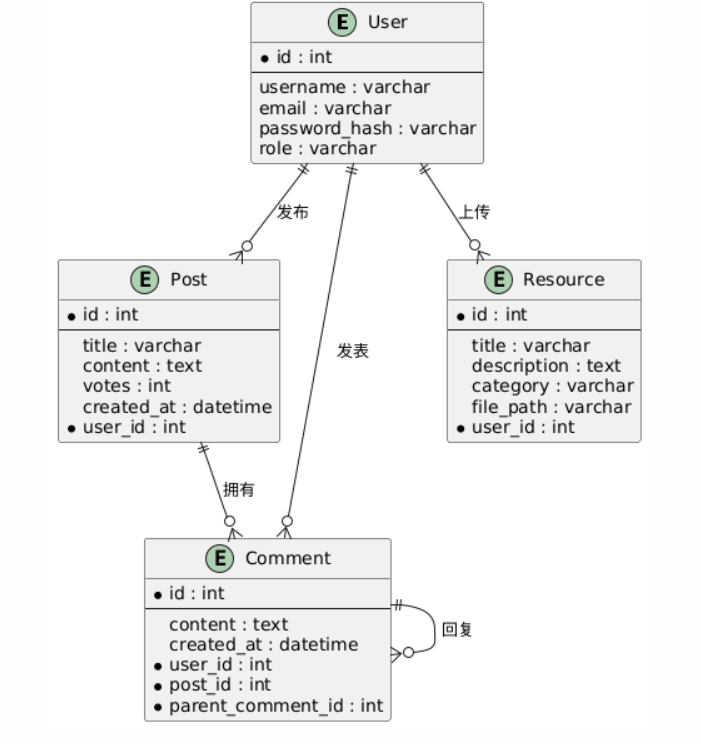 E User
* id : int
username : varchar
email : varchar
password_hash : varchar
role : varchar
发布
上传
E Post
* id : int
title : varchar
content : text
votes : int
created_at : datetime
* user_id : int
E Resource
* id : int
title : varchar
description : text
category : varchar
file_path : varchar
* user_id : int
发表
拥有
E Comment
* id : int
content : text
created_at : datetime
* user_id : int
* post_id : int
* parent_comment_id : int
回复